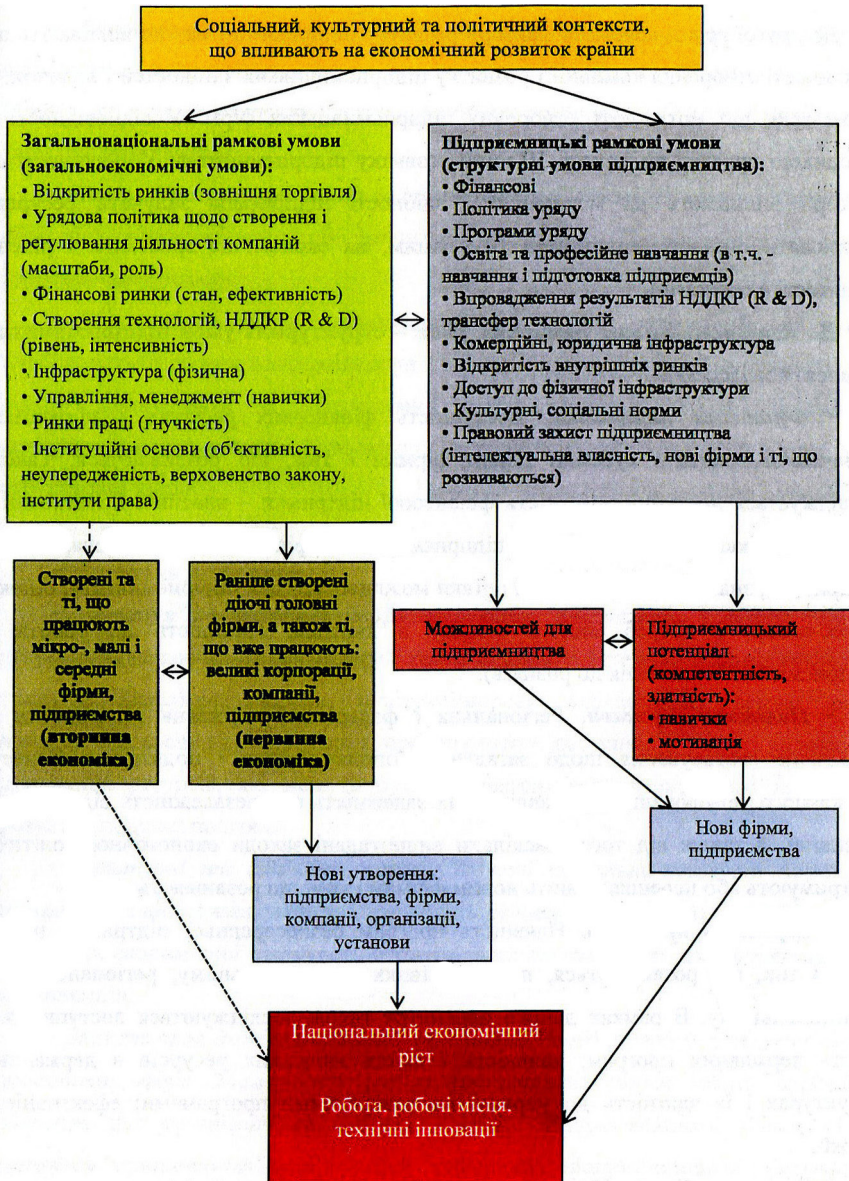 Соціальний, культурний та політичний контексти,
що впливають на економічний розвиток країни
Загальнонаціональні рамкові умови
(загальноекономічні умови):
• Відкритість ринків (зовнішня торгівля)
• Урядова політика щодо створення і
регулювання діяльності компаній
(масштаби, роль)
• Фінансові ринки (стан, ефективність)
• Створення технологій, НДДКР (R & D)
(рівень, інтенсивність)
• Інфраструктура (фізична)
• Управління, менеджмент (навички)
• Ринки праці (гнучкість)
• Інституційні основи (об'єктивність,
неупередженість, верховенство закону,
інститути права)
Підприємницькі рамкові умови
(структурні умови підприємництва):
• Фінансові
• Політика уряду
• Програми уряду
• Освіта та професійне навчання (в т.ч. -
навчання і підготовка підприємців)
• Впровадження результатів НДДКР (R & D),
трансфер технологій
• Комерційні, юридична інфраструктура
• Відкритість внутрішніх ринків
• Доступ до фізичної інфраструктури
• Культурні, соціальні норми
• Правовий захист підприємництва
(інтелектуальна власність, нові фірми і ті, що
розвиваються)
Створені та
ті, що
працюють
мікро-, малі і
середні
фірми,
підприємства
(вторинна
економіка)
Раніше створені
діючі головні
фірми, а також ті,
що вже працюють:
великі корпорації,
компанії,
підприємства
(первинна
економіка)
Можливостей для
підприємництва
Підприємницький
потенціал
(компетентність,
здатність):
• навички
• мотивація
Нові фірми,
підприємства
Нові утворення:
підприємства, фірми,
компанії, організації,
установи
Національний економічний
ріст
Робота, робочі місця,
технічні інновації